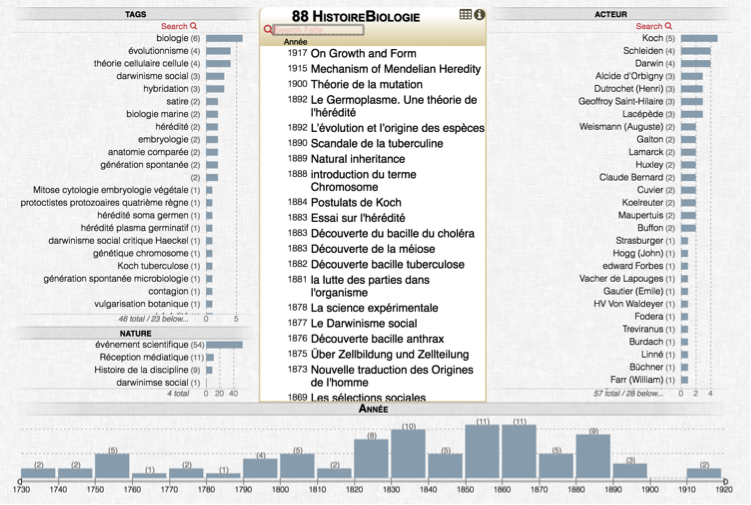 TAGS
Search
biologie (6)
évolutionnisme (4)
théorie cellulaire cellule (4)
darwinisme social (3)
hybridation (3)
satire (2)
biologie marine (2)
hérédité (2)
embryologie (2)
anatomie comparée (2)
génération spontanée (2)
(2)
Mitose cytologie embryologie végétale (1)
protoctistes protozoaires quatrième règne (1)
hérédité soma germen (1)
hérédité plasma germinatif (1)
darwinisme social critique Haeckel (1)
génétique chromosome (1)
Koch tuberculose (1)
génération spontanée microbiologie (1)
contagion (1)
vulgarisation botanique (1)
46 total / 23 below...
0 5
NATURE
événement scientifique (54)
Réception médiatique (11)
Histoire de la discipline (9)
darwinimse social (1)
4 total
0 20 40
88 HISTOIREBIOLOGIE
Search Faits
Année
1917 On Growth and Form
1915 Mechanism of Mendelian Heredity
1900 Théorie de la mutation
1892 Le Germoplasme. Une théorie de
l'hérédité
1892 L'évolution et l'origine des espèces
1890 Scandale de la tuberculine
1889 Natural inheritance
1888 introduction du terme
Chromosome
1884 Postulats de Koch
1883 Essai sur l'hérédité
1883 Découverte du bacille du choléra
1883 Découverte de la méiose
1882 Découverte bacille tuberculose
1881 la lutte des parties dans
l'organisme
1878 La science expérimentale
1877 Le Darwinisme social
1876 Découverte bacille anthrax
1875 Über Zellbildung und Zellteilung
1873 Nouvelle traduction des Origines
de l'homme
1869 Les sélections sociales
ACTEUR
Search
Koch (5)
Schleiden (4)
Darwin (4)
Alcide d'Orbigny (3)
Dutrochet (Henri) (3)
Geoffroy Saint-Hilaire (3)
Lacépède (3)
Weismann (Auguste) (2)
Galton (2)
Lamarck (2)
Huxley (2)
Claude Bernard (2)
Cuvier (2)
Koelreuter (2)
Maupertuis (2)
Buffon (2)
Strasburger (1)
Hogg (John) (1)
edward Forbes (1)
Vacher de Lapouges (1)
Gautier (Emile) (1)
HV Von Waldeyer (1)
Fodera (1)
Treviranus (1)
Burdach (1)
Linné (1)
Büchner (1)
Farr (William) (1)
57 total / 28 below...
0 2 4
ANNÉE
(2) (2) (5) (1) (2) (1) (4) (5) (2) (8) (10) (5) (11) (11) (5) (9) (3) (2)
1730 1740 1750 1760 1770 1780 1790 1800 1810 1820 1830 1840 1850 1860 1870 1880 1890 1900 1910 1920